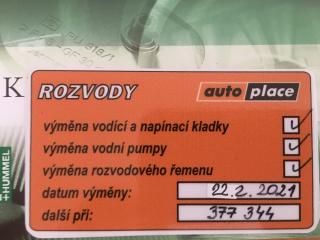 K
ROZVODY
auto place
výměna vodící a napínací kladky
výměna vodní pumpy
výměna rozvodového řemenu
datum výměny: 22.2.2021
další při: 377 344
+HUMMEL